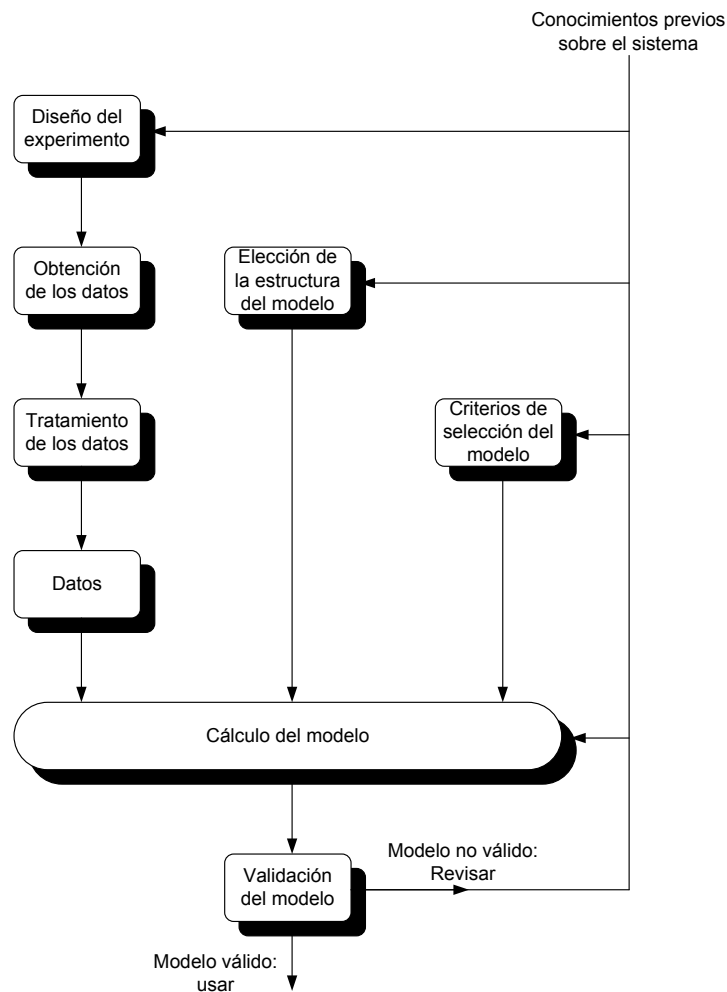 Conocimientos previos
sobre el sistema
Diseño del
experimento
Obtención
de los datos
Elección de
la estructura
del modelo
Tratamiento
de los datos
Criterios de
selección del
modelo
Datos
Cálculo del modelo
Validación
del modelo
Modelo no válido:
Revisar
Modelo válido:
usar